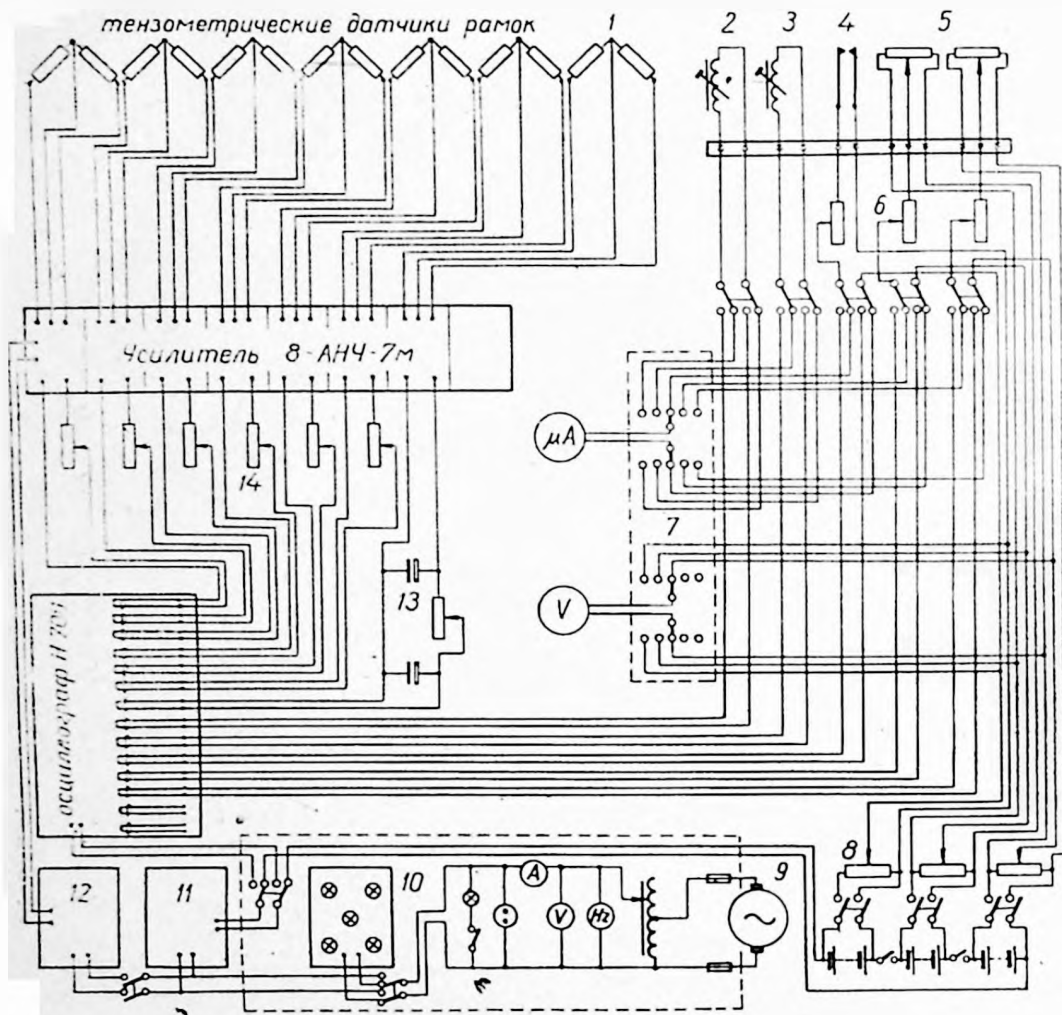 тензометрические датчики рамок
1 2 3 4 5
6
Усилитель 8-АНЧ-7м
μA
14
7
13
V
осциллограф Н 700
8
12 11 10 A V Hz 9